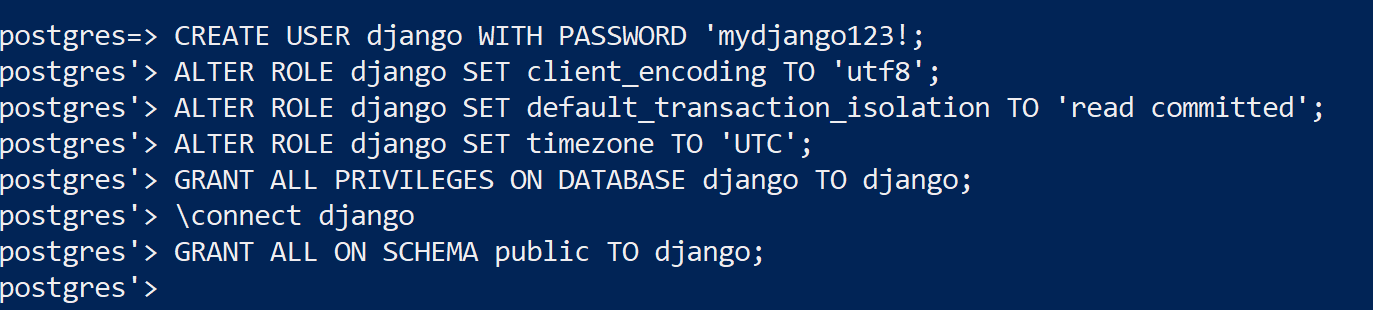 postgres=> CREATE USER django WITH PASSWORD 'mydjango123!;
postgres'> ALTER ROLE django SET client_encoding TO 'utf8';
postgres'> ALTER ROLE django SET default_transaction_isolation TO 'read committed';
postgres'> ALTER ROLE django SET timezone TO 'UTC';
postgres'> GRANT ALL PRIVILEGES ON DATABASE django TO django;
postgres'> \connect django
postgres'> GRANT ALL ON SCHEMA public TO django;
postgres'>